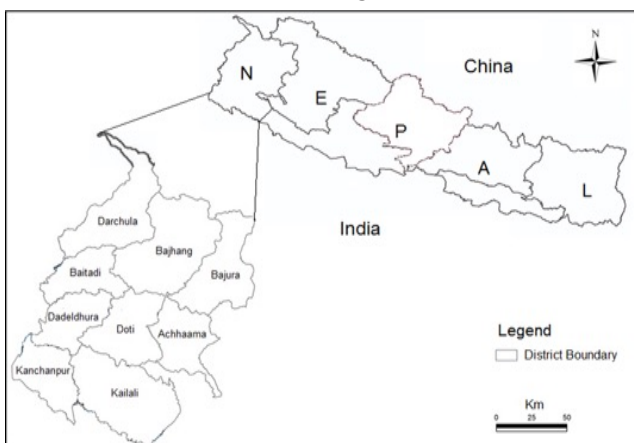 N
N
China
E
P
A
L
India
Darchula
Bajhang
Baitadi
Bajura
Dadeldhura
Doti
Achhaama
Kanchanpur
Kailali
Legend
District Boundary
Km
0 25 50